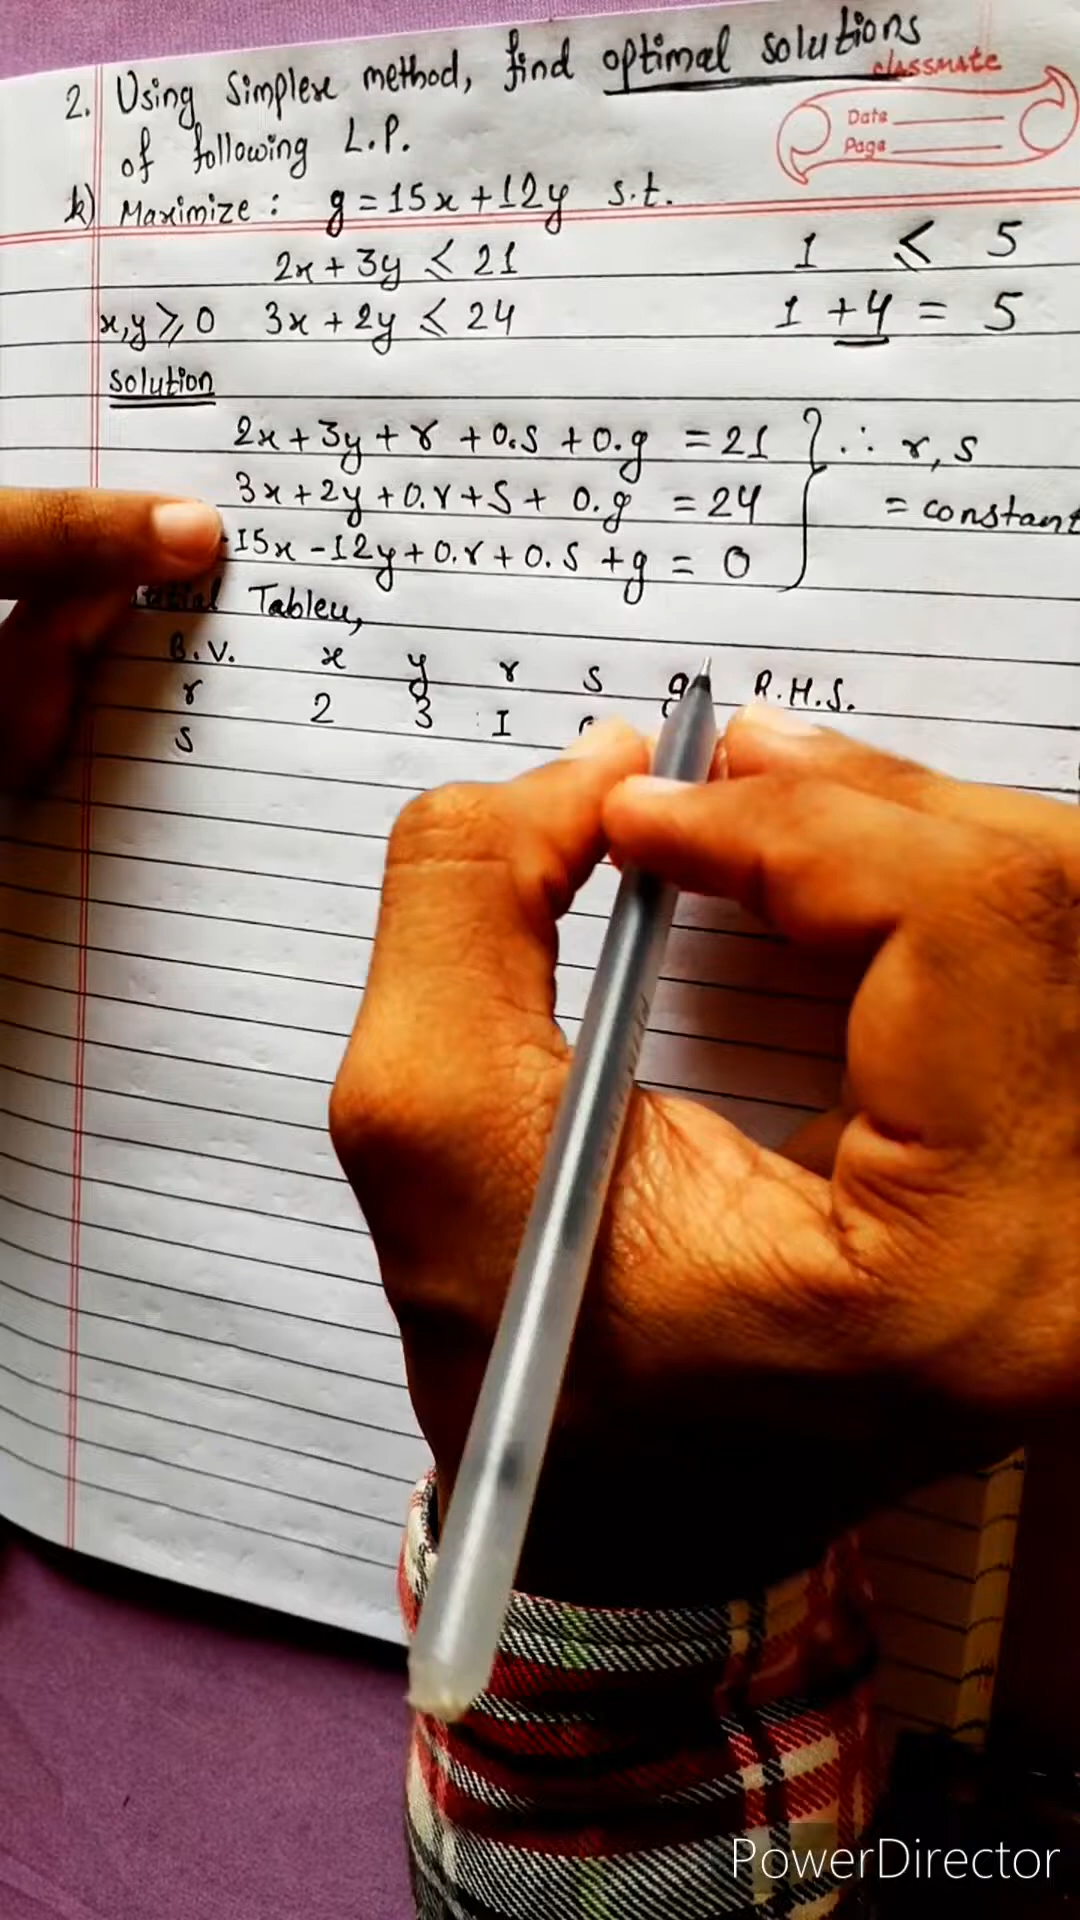 2. Using Simplex method, find optimal solutions
classmate
of following L.P.
Date
Page
k) Maximize : g = 15x + 12y s.t.
2x + 3y ≤ 21
1 ≤ 5
x,y ≥ 0 3x + 2y ≤ 24
1 + 4 = 5
Solution
2x + 3y + r + 0.s + 0.g = 21 } ∴ r, s
3x + 2y + 0.r + s + 0.g = 24 = constant
-15x - 12y + 0.r + 0.s + g = 0
Tableu,
B.V. x y r s g R.H.S.
r 2 3 1
s
PowerDirector